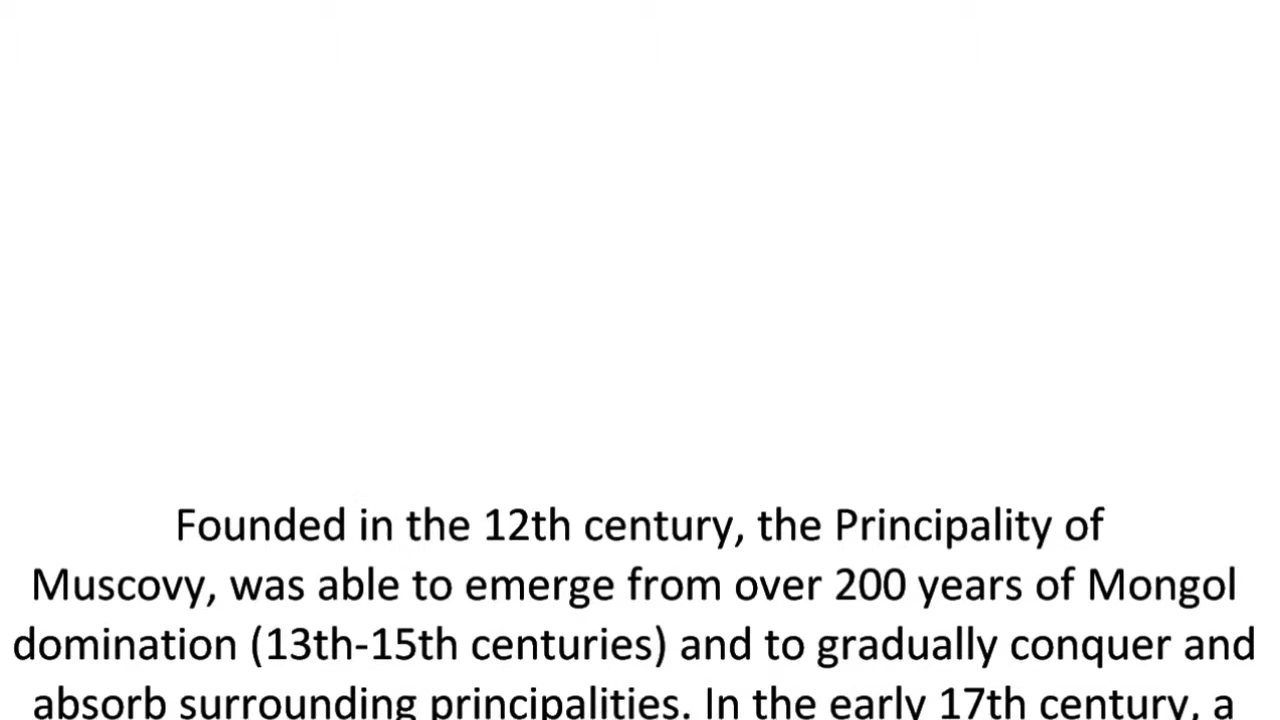 Founded in the 12th century, the Principality of
Muscovy, was able to emerge from over 200 years of Mongol
domination (13th-15th centuries) and to gradually conquer and
absorb surrounding principalities. In the early 17th century, a